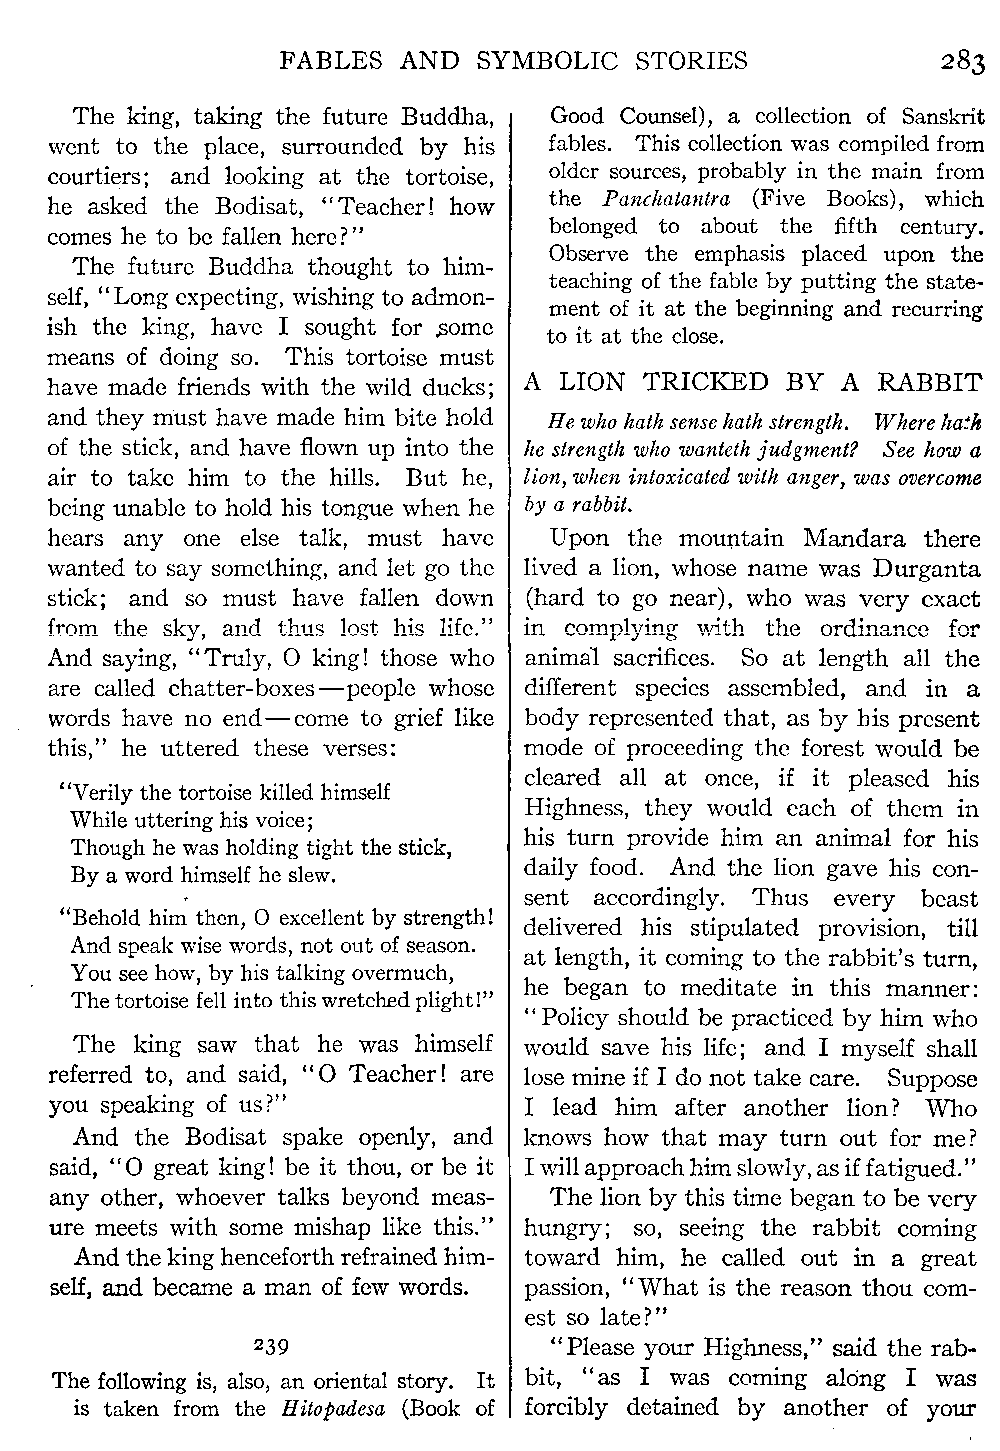 FABLES AND SYMBOLIC STORIES 283
The king, taking the future Buddha,
went to the place, surrounded by his
courtiers; and looking at the tortoise,
he asked the Bodisat, "Teacher! how
comes he to be fallen here?"
The future Buddha thought to him-
self, "Long expecting, wishing to admon-
ish the king, have I sought for some
means of doing so. This tortoise must
have made friends with the wild ducks;
and they must have made him bite hold
of the stick, and have flown up into the
air to take him to the hills. But he,
being unable to hold his tongue when he
hears any one else talk, must have
wanted to say something, and let go the
stick; and so must have fallen down
from the sky, and thus lost his life."
And saying, "Truly, O king! those who
are called chatter-boxes—people whose
words have no end—come to grief like
this," he uttered these verses:
"Verily the tortoise killed himself
While uttering his voice;
Though he was holding tight the stick,
By a word himself he slew.
"Behold him then, O excellent by strength!
And speak wise words, not out of season.
You see how, by his talking overmuch,
The tortoise fell into this wretched plight!"
The king saw that he was himself
referred to, and said, "O Teacher! are
you speaking of us?"
And the Bodisat spake openly, and
said, "O great king! be it thou, or be it
any other, whoever talks beyond meas-
ure meets with some mishap like this."
And the king henceforth refrained him-
self, and became a man of few words.
239
The following is, also, an oriental story. It
is taken from the Hitopadesa (Book of
Good Counsel), a collection of Sanskrit
fables. This collection was compiled from
older sources, probably in the main from
the Panchatantra (Five Books), which
belonged to about the fifth century.
Observe the emphasis placed upon the
teaching of the fable by putting the state-
ment of it at the beginning and recurring
to it at the close.
A LION TRICKED BY A RABBIT
He who hath sense hath strength. Where hath
he strength who wanteth judgment? See how a
lion, when intoxicated with anger, was overcome
by a rabbit.
Upon the mountain Mandara there
lived a lion, whose name was Durganta
(hard to go near), who was very exact
in complying with the ordinance for
animal sacrifices. So at length all the
different species assembled, and in a
body represented that, as by his present
mode of proceeding the forest would be
cleared all at once, if it pleased his
Highness, they would each of them in
his turn provide him an animal for his
daily food. And the lion gave his con-
sent accordingly. Thus every beast
delivered his stipulated provision, till
at length, it coming to the rabbit's turn,
he began to meditate in this manner:
"Policy should be practiced by him who
would save his life; and I myself shall
lose mine if I do not take care. Suppose
I lead him after another lion? Who
knows how that may turn out for me?
I will approach him slowly, as if fatigued."
The lion by this time began to be very
hungry; so, seeing the rabbit coming
toward him, he called out in a great
passion, "What is the reason thou com-
est so late?"
"Please your Highness," said the rab-
bit, "as I was coming along I was
forcibly detained by another of your